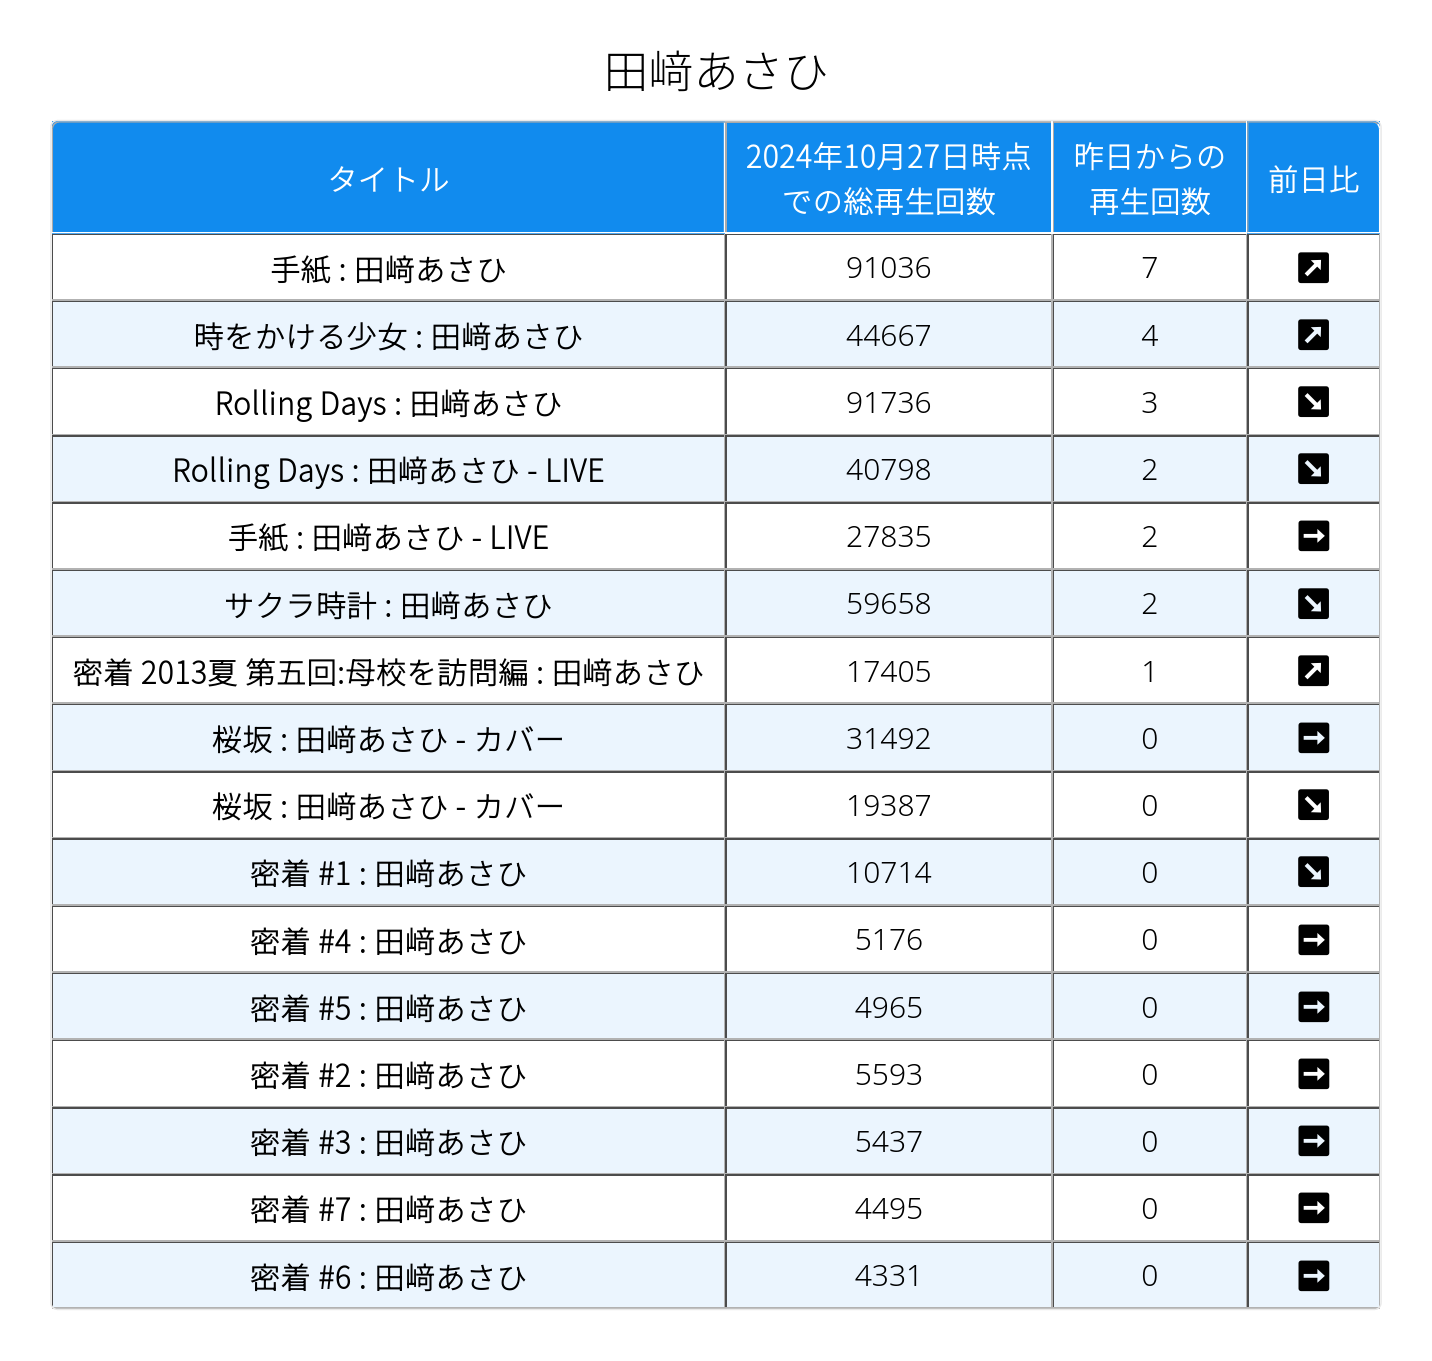 田﨑あさひ
タイトル 2024年10月27日時点での総再生回数 昨日からの再生回数 前日比
手紙 : 田﨑あさひ 91036 7 ↗
時をかける少女 : 田﨑あさひ 44667 4 ↗
Rolling Days : 田﨑あさひ 91736 3 ↘
Rolling Days : 田﨑あさひ - LIVE 40798 2 ↘
手紙 : 田﨑あさひ - LIVE 27835 2 →
サクラ時計 : 田﨑あさひ 59658 2 ↘
密着 2013夏 第五回:母校を訪問編 : 田﨑あさひ 17405 1 ↗
桜坂 : 田﨑あさひ - カバー 31492 0 →
桜坂 : 田﨑あさひ - カバー 19387 0 ↘
密着 #1 : 田﨑あさひ 10714 0 ↘
密着 #4 : 田﨑あさひ 5176 0 →
密着 #5 : 田﨑あさひ 4965 0 →
密着 #2 : 田﨑あさひ 5593 0 →
密着 #3 : 田﨑あさひ 5437 0 →
密着 #7 : 田﨑あさひ 4495 0 →
密着 #6 : 田﨑あさひ 4331 0 →